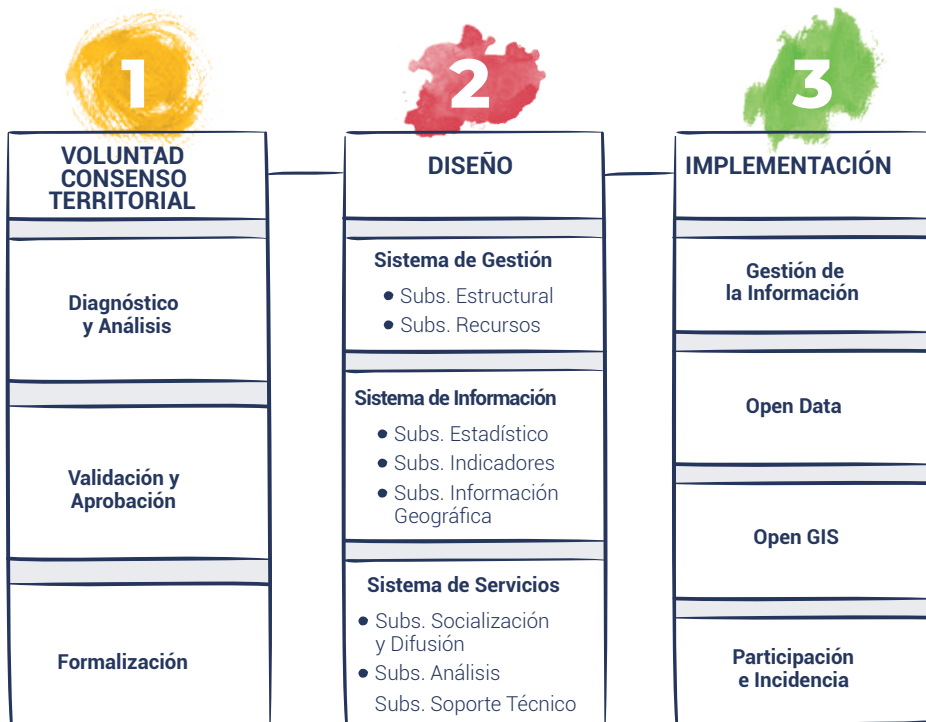 1
VOLUNTAD
CONSENSO
TERRITORIAL
Diagnóstico
y Análisis
Validación y
Aprobación
Formalización
2
DISEÑO
Sistema de Gestión
• Subs. Estructural
• Subs. Recursos
Sistema de Información
• Subs. Estadístico
• Subs. Indicadores
• Subs. Información
Geográfica
Sistema de Servicios
• Subs. Socialización
y Difusión
• Subs. Análisis
Subs. Soporte Técnico
3
IMPLEMENTACIÓN
Gestión de
la Información
Open Data
Open GIS
Participación
e Incidencia